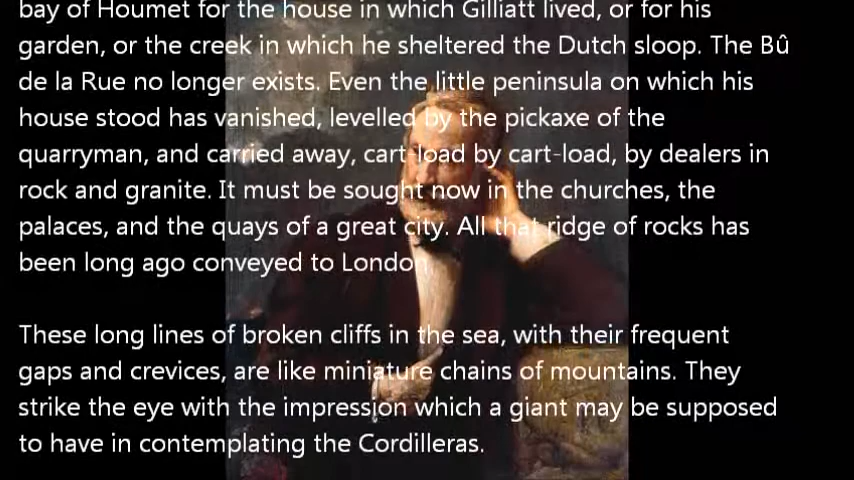 bay of Houmet for the house in which Gilliatt lived, or for his
garden, or the creek in which he sheltered the Dutch sloop. The Bû
de la Rue no longer exists. Even the little peninsula on which his
house stood has vanished, levelled by the pickaxe of the
quarryman, and carried away, cart-load by cart-load, by dealers in
rock and granite. It must be sought now in the churches, the
palaces, and the quays of a great city. All that ridge of rocks has
been long ago conveyed to London.
These long lines of broken cliffs in the sea, with their frequent
gaps and crevices, are like miniature chains of mountains. They
strike the eye with the impression which a giant may be supposed
to have in contemplating the Cordilleras.